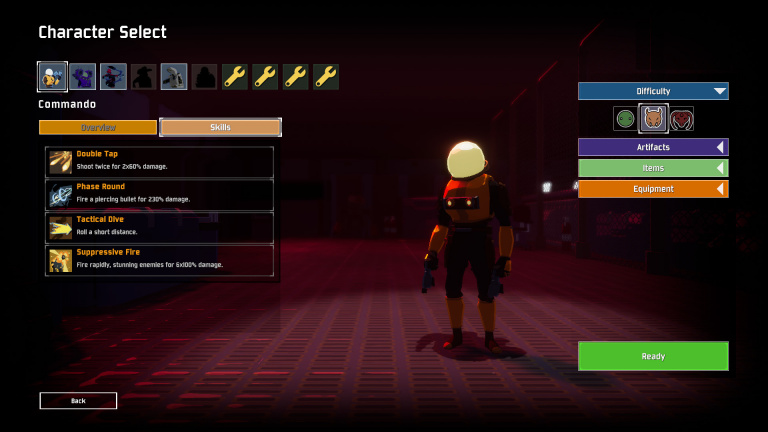 Character Select
Commando
Overview
Skills
Double Tap
Shoot twice for 2x60% damage.
Phase Round
Fire a piercing bullet for 230% damage.
Tactical Dive
Roll a short distance.
Suppressive Fire
Fire rapidly, stunning enemies for 6x100% damage.
Difficulty
Artifacts
Items
Equipment
Ready
Back